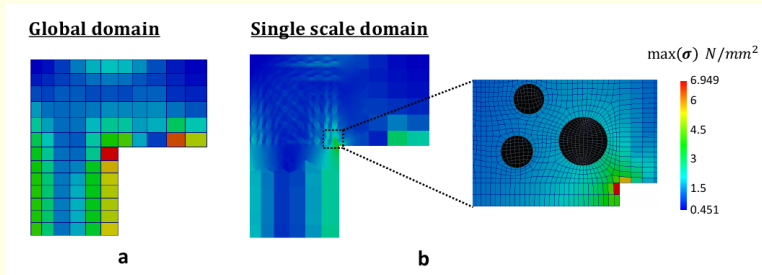 Global domain
Single scale domain
max(σ) N/mm²
6.949
6
4.5
3
1.5
0.451
a
b